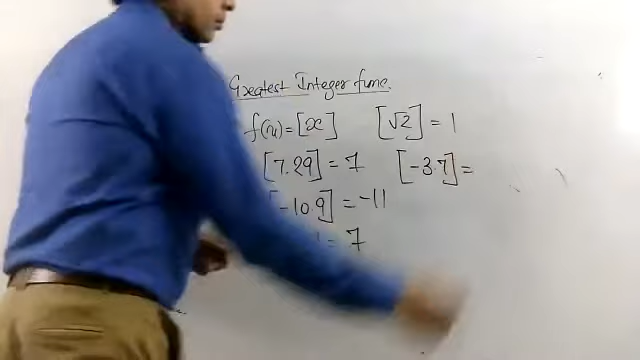 Greatest Integer func.
f(x) = [x] [√2] = 1
[7.29] = 7 [-3.7] =
[-10.9] = -11
= 7